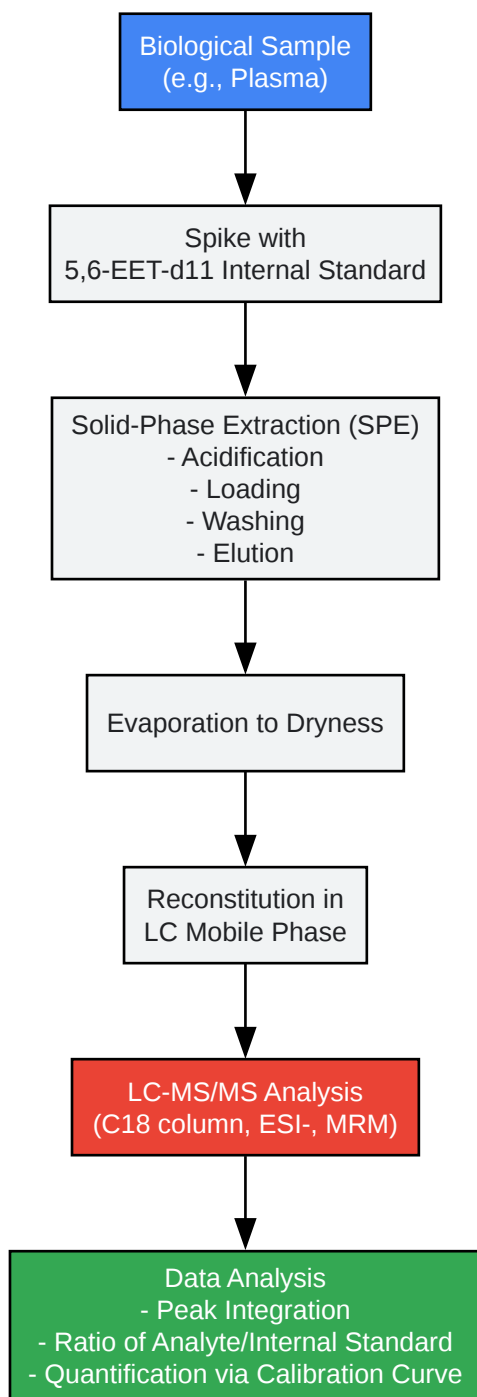 Biological Sample
(e.g., Plasma)
Spike with
5,6-EET-d11 Internal Standard
Solid-Phase Extraction (SPE)
- Acidification
- Loading
- Washing
- Elution
Evaporation to Dryness
Reconstitution in
LC Mobile Phase
LC-MS/MS Analysis
(C18 column, ESI-, MRM)
Data Analysis
- Peak Integration
- Ratio of Analyte/Internal Standard
- Quantification via Calibration Curve